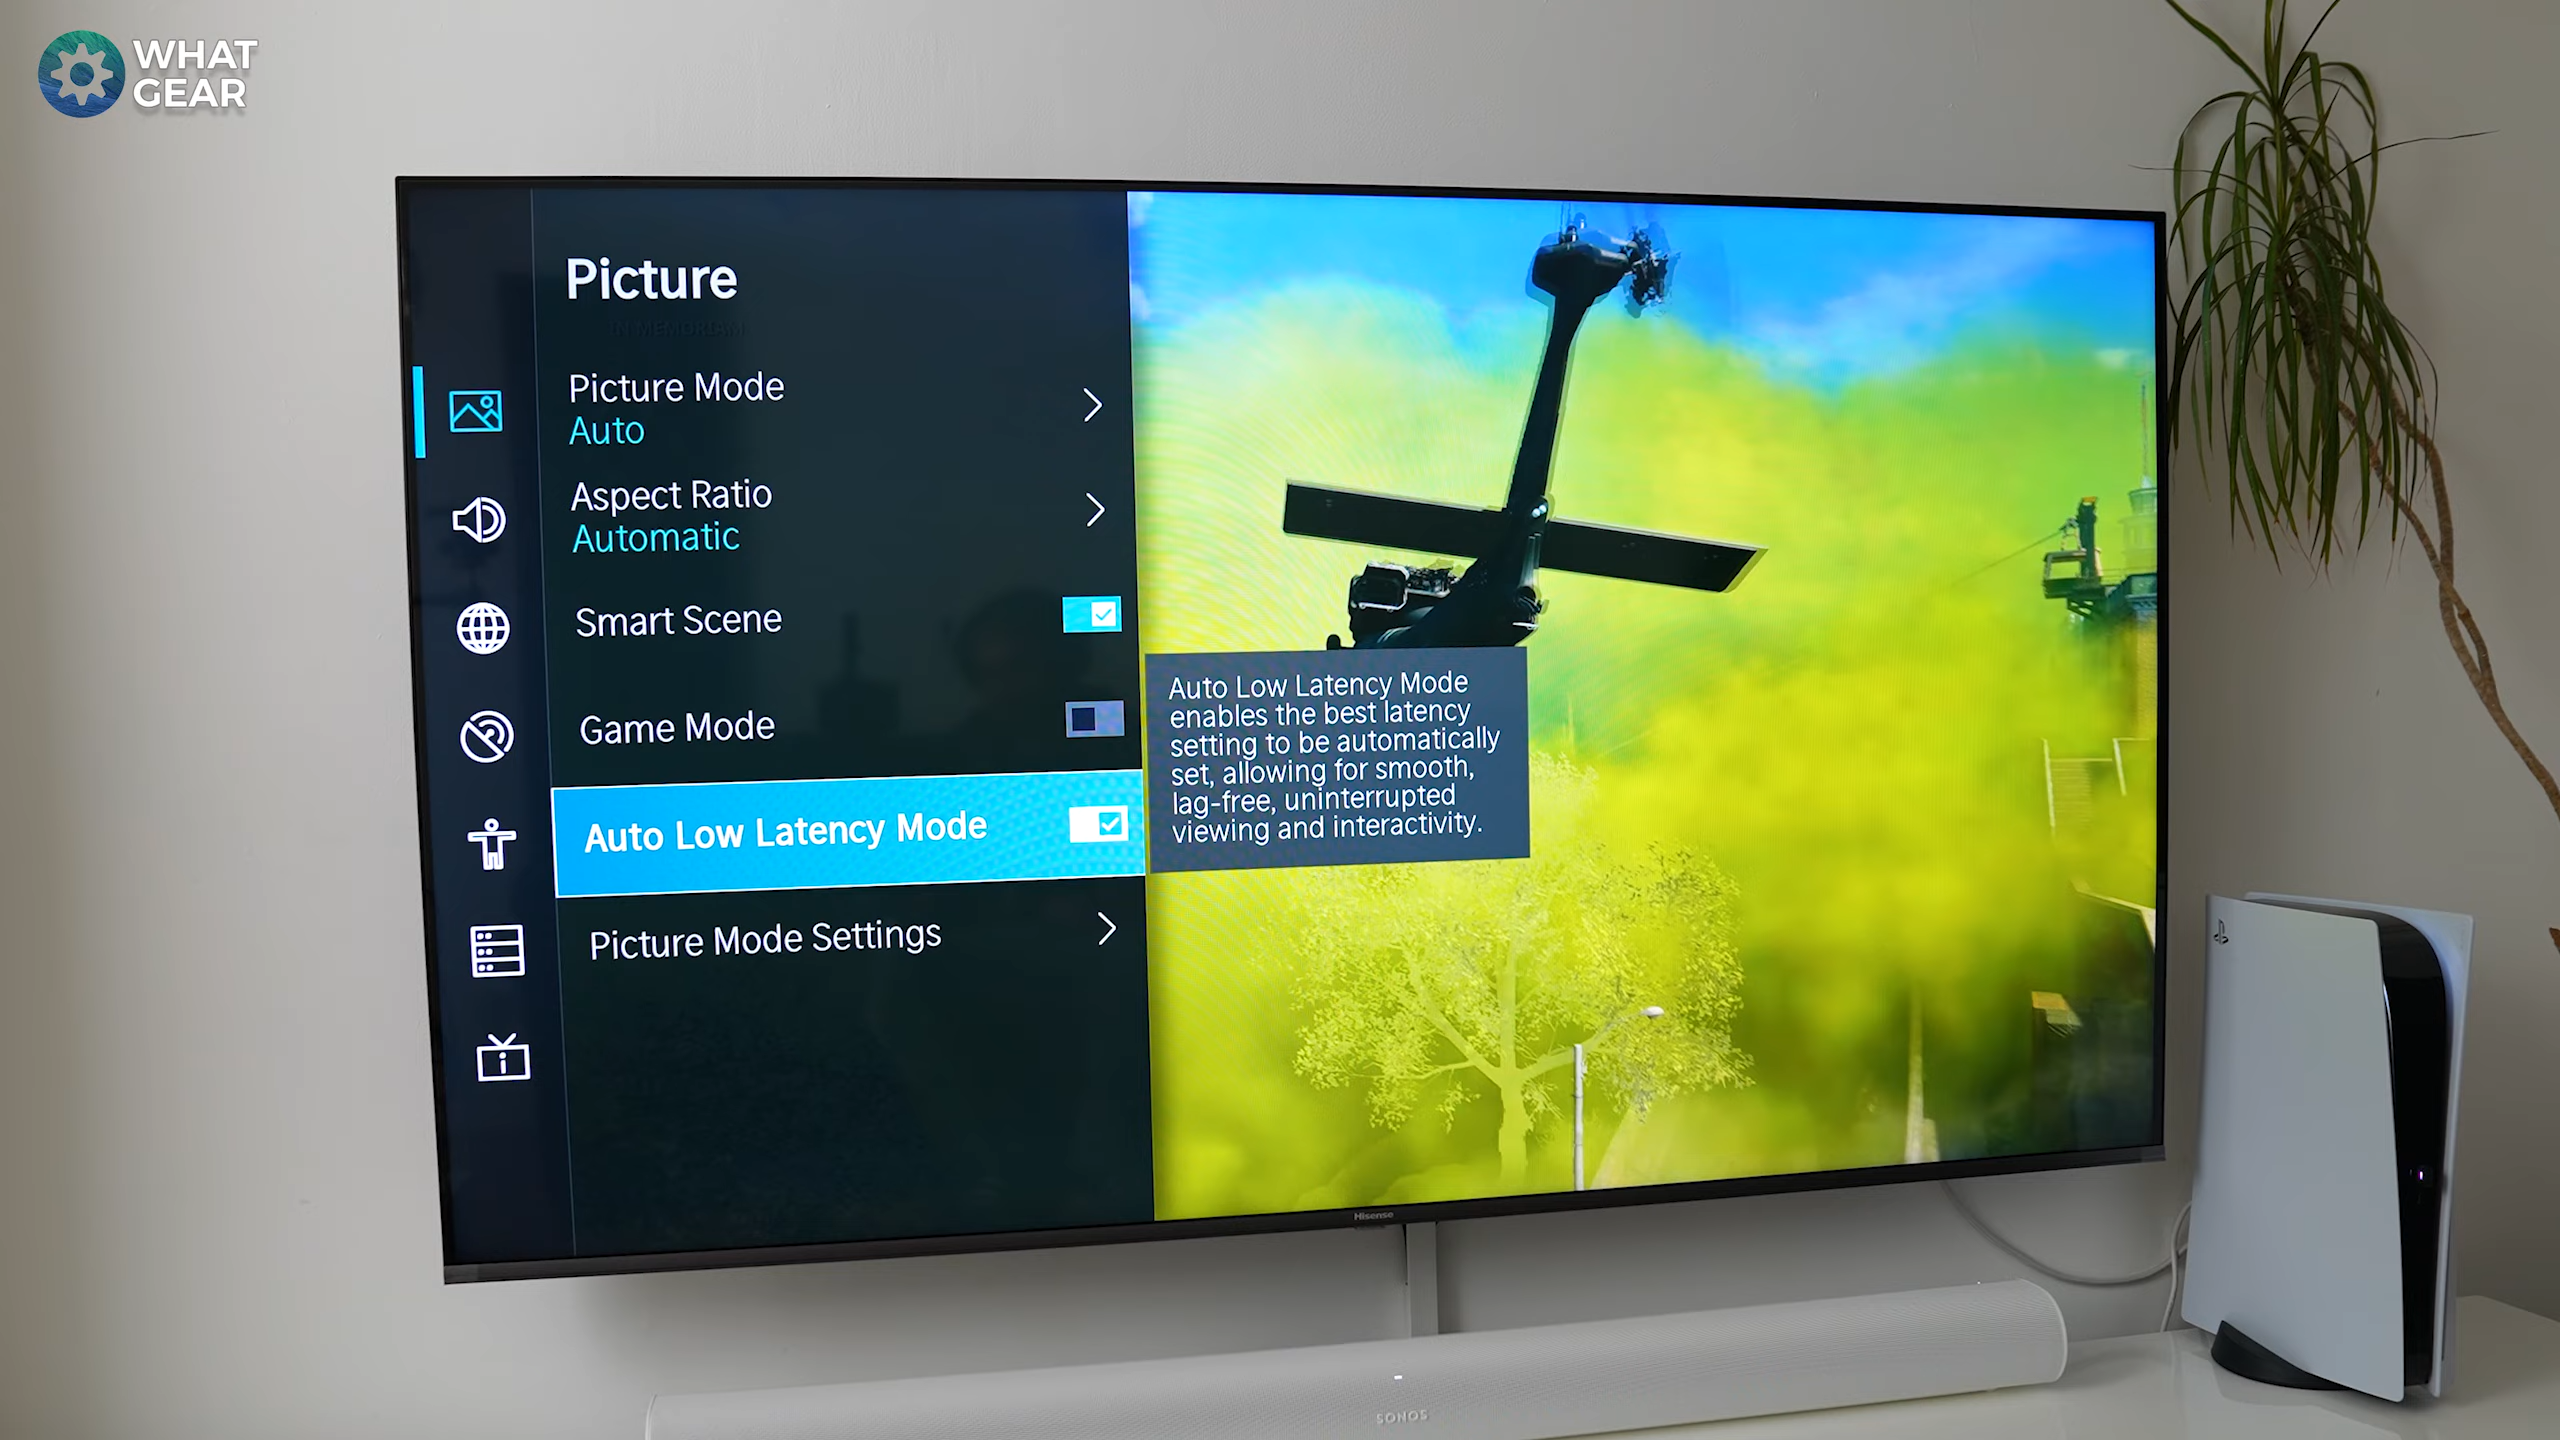 WHAT
GEAR
Picture
IN MEMORIAM
Picture Mode
Auto
Aspect Ratio
Automatic
Smart Scene
Game Mode
Auto Low Latency Mode
Picture Mode Settings
Auto Low Latency Mode
enables the best latency
setting to be automatically
set, allowing for smooth,
lag-free, uninterrupted
viewing and interactivity.
Hisense
SONOS